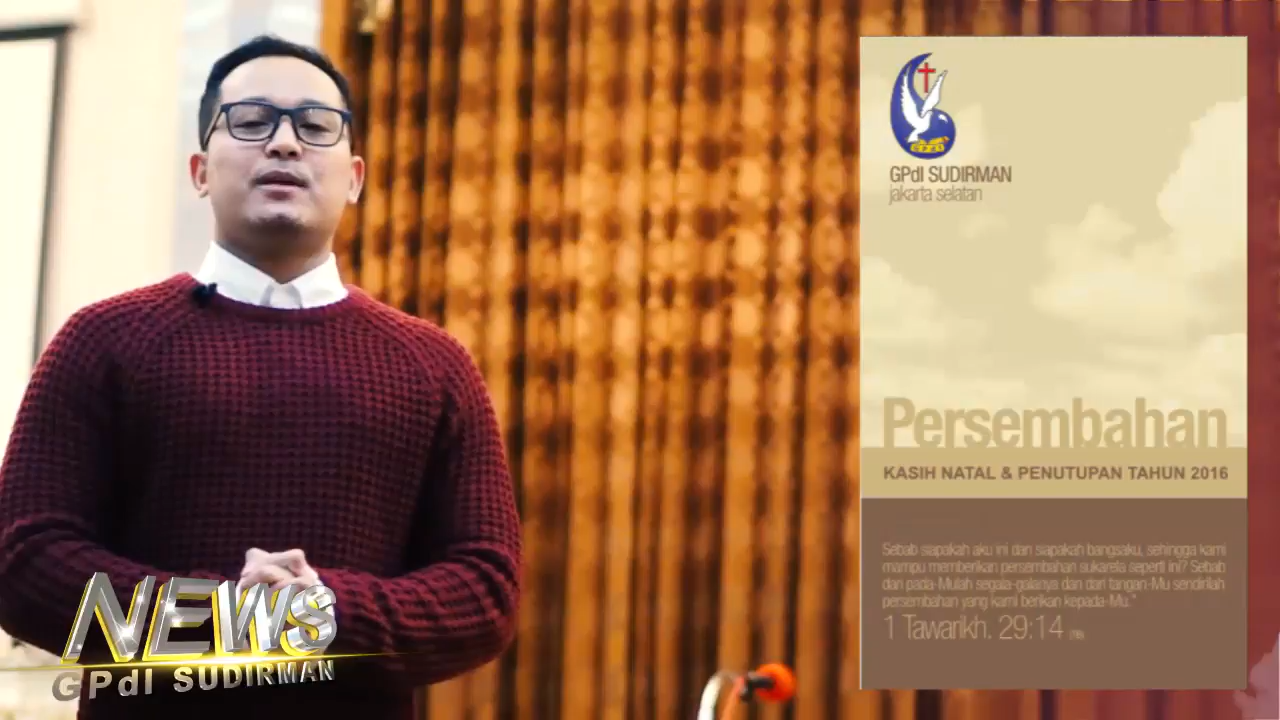 GPdI
GPdI SUDIRMAN
jakarta selatan
Persembahan
KASIH NATAL & PENUTUPAN TAHUN 2016
Sebab siapakah aku ini dan siapakah bangsaku, sehingga kami
mampu memberikan persembahan sukarela seperti ini? Sebab
dari pada-Mulah segala-galanya dan dari tangan-Mu sendirilah
persembahan yang kami berikan kepada-Mu."
1 Tawarikh. 29:14
NEWS
GPdI SUDIRMAN